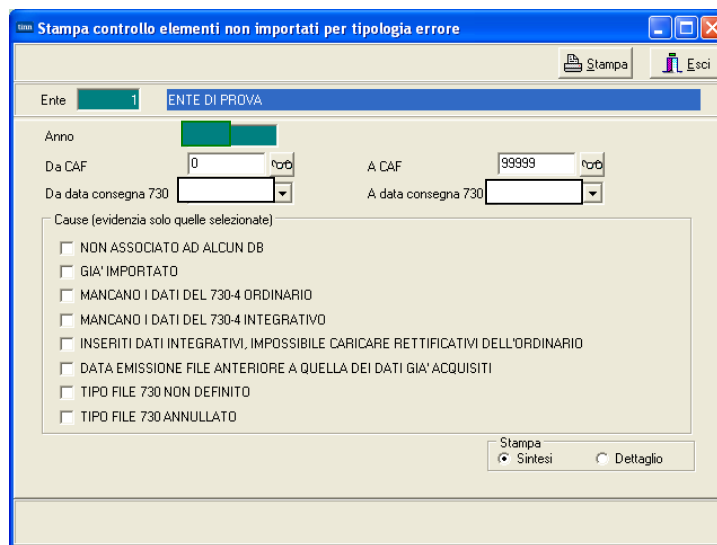 tinn Stampa controllo elementi non importati per tipologia errore
Stampa Esci
Ente 1 ENTE DI PROVA
Anno
Da CAF 0 A CAF 99999
Da data consegna 730 A data consegna 730
Cause (evidenzia solo quelle selezionate)
NON ASSOCIATO AD ALCUN DB
GIA' IMPORTATO
MANCANO I DATI DEL 730-4 ORDINARIO
MANCANO I DATI DEL 730-4 INTEGRATIVO
INSERITI DATI INTEGRATIVI, IMPOSSIBILE CARICARE RETTIFICATIVI DELL'ORDINARIO
DATA EMISSIONE FILE ANTERIORE A QUELLA DEI DATI GIA' ACQUISITI
TIPO FILE 730 NON DEFINITO
TIPO FILE 730 ANNULLATO
Stampa
Sintesi Dettaglio